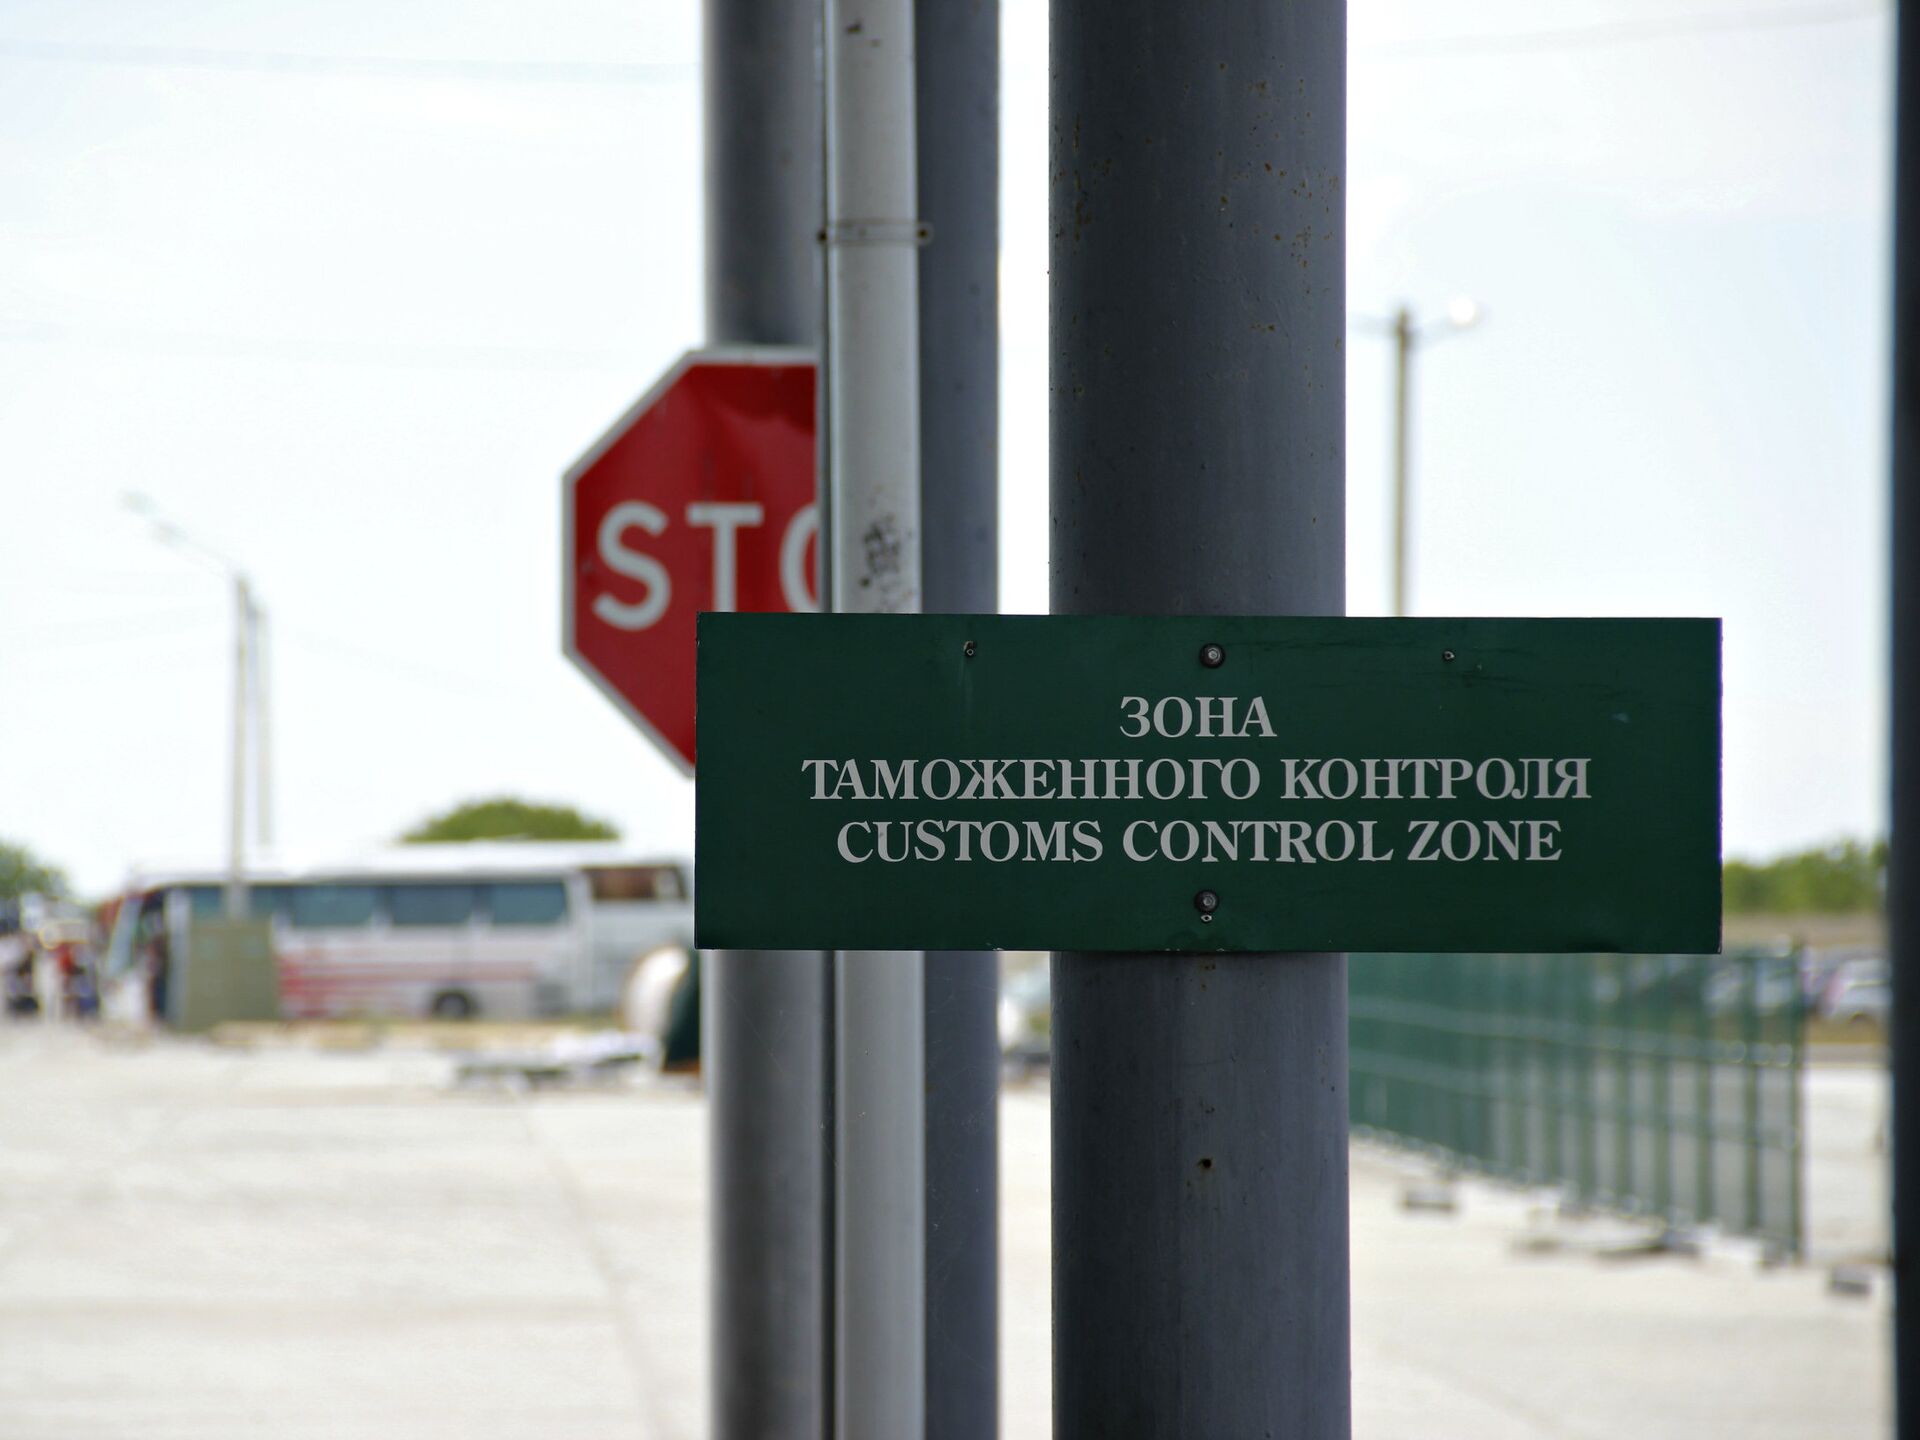 STO
ЗОНА
ТАМОЖЕННОГО КОНТРОЛЯ
CUSTOMS CONTROL ZONE